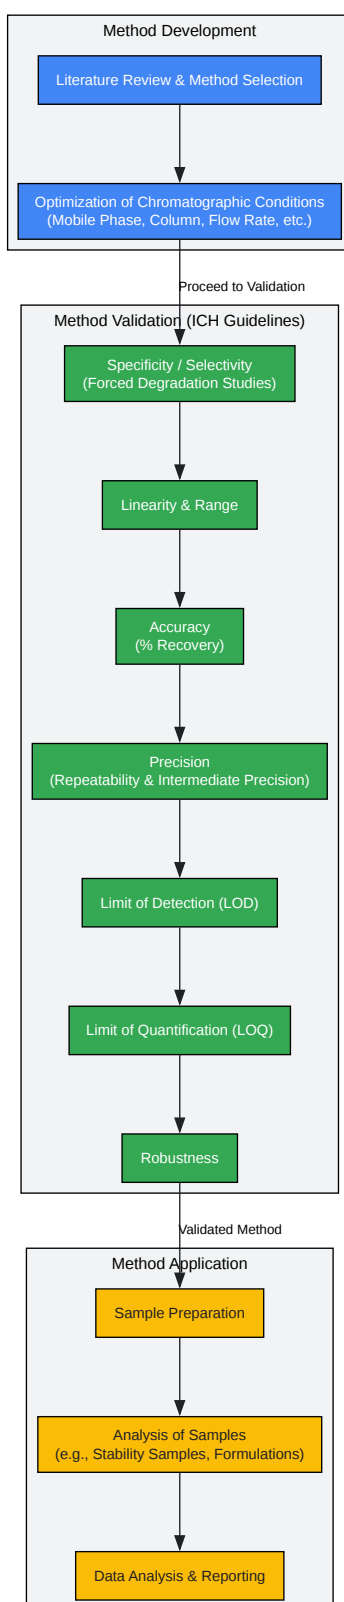 Method Development
Literature Review & Method Selection
Optimization of Chromatographic Conditions
(Mobile Phase, Column, Flow Rate, etc.)
Proceed to Validation
Method Validation (ICH Guidelines)
Specificity / Selectivity
(Forced Degradation Studies)
Linearity & Range
Accuracy
(% Recovery)
Precision
(Repeatability & Intermediate Precision)
Limit of Detection (LOD)
Limit of Quantification (LOQ)
Robustness
Validated Method
Method Application
Sample Preparation
Analysis of Samples
(e.g., Stability Samples, Formulations)
Data Analysis & Reporting